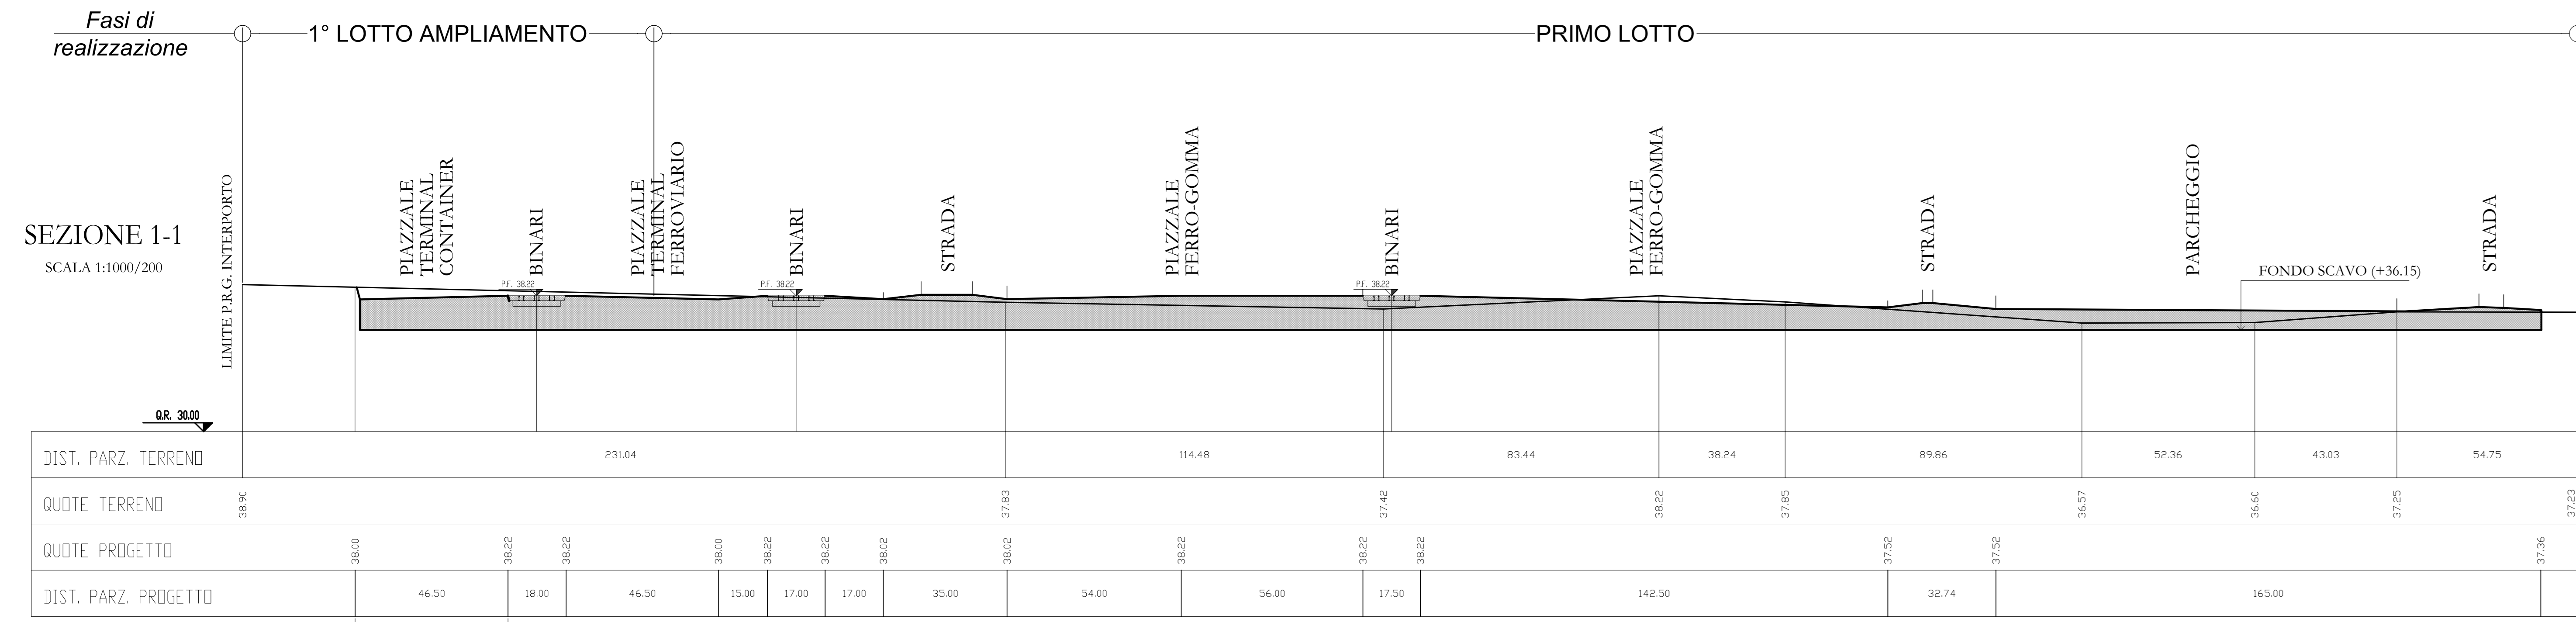 Fasi di
realizzazione
1° LOTTO AMPLIAMENTO
PRIMO LOTTO
SEZIONE 1-1
SCALA 1:1000/200
LIMITE P.R.G. INTERPORTO
PIAZZALE
TERMINAL
CONTAINER
BINARI
PIAZZALE
TERMINAL
FERROVIARIO
BINARI
STRADA
PIAZZALE
FERRO-GOMMA
BINARI
PIAZZALE
FERRO-GOMMA
STRADA
PARCHEGGIO
STRADA
P.F. 38.22
P.F. 38.22
P.F. 38.22
FONDO SCAVO (+36.15)
Q.R. 30.00
DIST. PARZ. TERRENO 231.04 114.48 83.44 38.24 89.86 52.36 43.03 54.75
QUOTE TERRENO 38.90 37.83 37.42 38.22 37.85 36.57 36.60 37.25 37.23
QUOTE PROGETTO 38.00 38.22 38.22 38.00 38.22 38.22 38.02 38.02 38.22 38.22 38.22 37.52 37.52 37.36
DIST. PARZ. PROGETTO 46.50 18.00 46.50 15.00 17.00 17.00 35.00 54.00 56.00 17.50 142.50 32.74 165.00